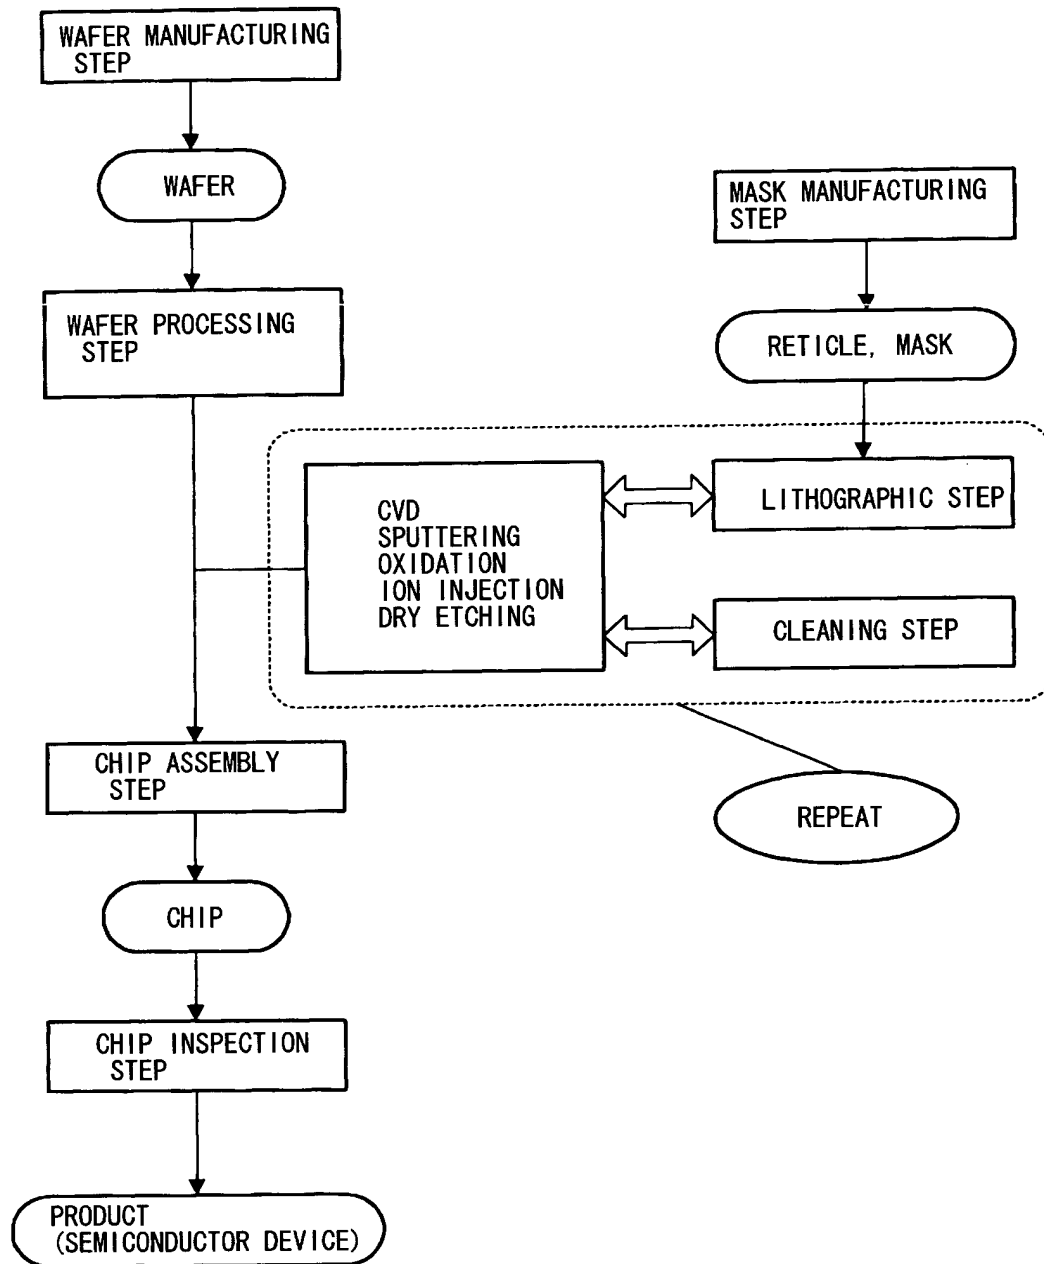 WAFER MANUFACTURING
STEP
WAFER
MASK MANUFACTURING
STEP
WAFER PROCESSING
STEP
RETICLE, MASK
CVD
SPUTTERING
OXIDATION
ION INJECTION
DRY ETCHING
LITHOGRAPHIC STEP
CLEANING STEP
CHIP ASSEMBLY
STEP
REPEAT
CHIP
CHIP INSPECTION
STEP
PRODUCT
(SEMICONDUCTOR DEVICE)